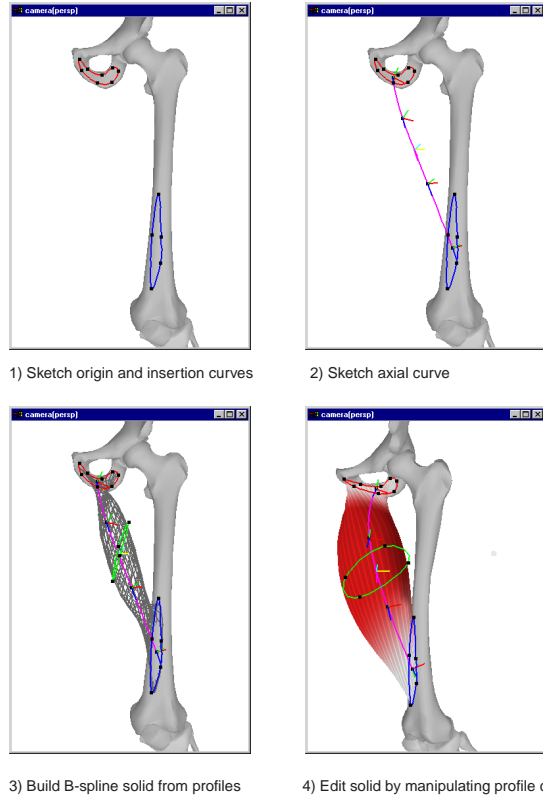 camera(persp)
camera(persp)
1) Sketch origin and insertion curves
2) Sketch axial curve
camera(persp)
camera(persp)
3) Build B-spline solid from profiles
4) Edit solid by manipulating profile